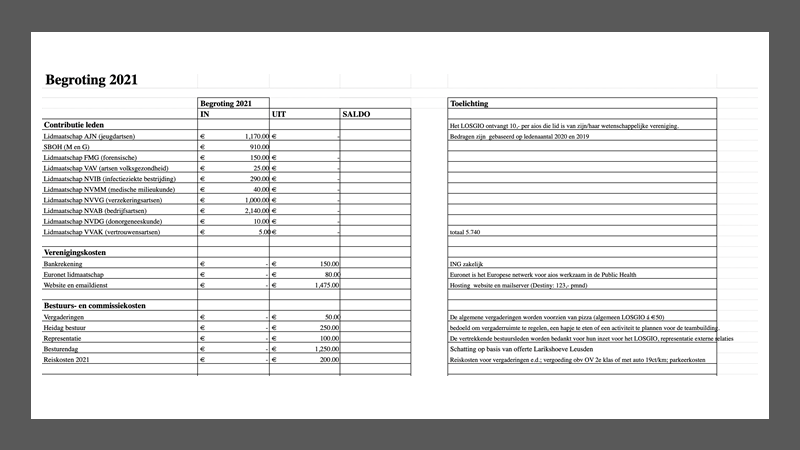 Begroting 2021
Begroting 2021 Toelichting
IN UIT SALDO
Contributie leden Het LOSGIO ontvangt 10,- per aios die lid is van zijn/haar wetenschappelijke vereniging.
Lidmaatschap AJN (jeugdartsen) € 1,170.00 € - Bedragen zijn gebaseerd op ledenaantal 2020 en 2019
SBOH (M en G) € 910.00
Lidmaatschap FMG (forensische) € 150.00 € -
Lidmaatschap VAV (artsen volksgezondheid) € 25.00 € -
Lidmaatschap NVIB (infectieziekte bestrijding) € 290.00 € -
Lidmaatschap NVMM (medische milieukunde) € 40.00 € -
Lidmaatschap NVVG (verzekeringsartsen) € 1,000.00 € -
Lidmaatschap NVAB (bedrijfsartsen) € 2,140.00 € -
Lidmaatschap NVDG (donorgeneeskunde) € 10.00 € -
Lidmaatschap VVAK (vertrouwensartsen) € 5.00 € - totaal 5.740
Verenigingskosten
Bankrekening € - € 150.00 ING zakelijk
Euronet lidmaatschap € - € 80.00 Euronet is het Europese netwerk voor aios werkzaam in de Public Health
Website en emaildienst € - € 1,475.00 Hosting website en mailserver (Destiny: 123,- pmnd)
Bestuurs- en commissiekosten
Vergaderingen € - € 50.00 De algemene vergaderingen worden voorzien van pizza (algemeen LOSGIO á €50)
Heidag bestuur € - € 250.00 bedoeld om vergaderruimte te regelen, een hapje te eten of een activiteit te plannen voor de teambuilding.
Representatie € - € 100.00 De vertrekkende bestuursleden worden bedankt voor hun inzet voor het LOSGIO, representatie externe relaties
Besturendag € - € 1,250.00 Schatting op basis van offerte Larikshoeve Leusden
Reiskosten 2021 € - € 200.00 Reiskosten voor vergaderingen e.d.; vergoeding obv OV 2e klas of met auto 19ct/km; parkeerkosten